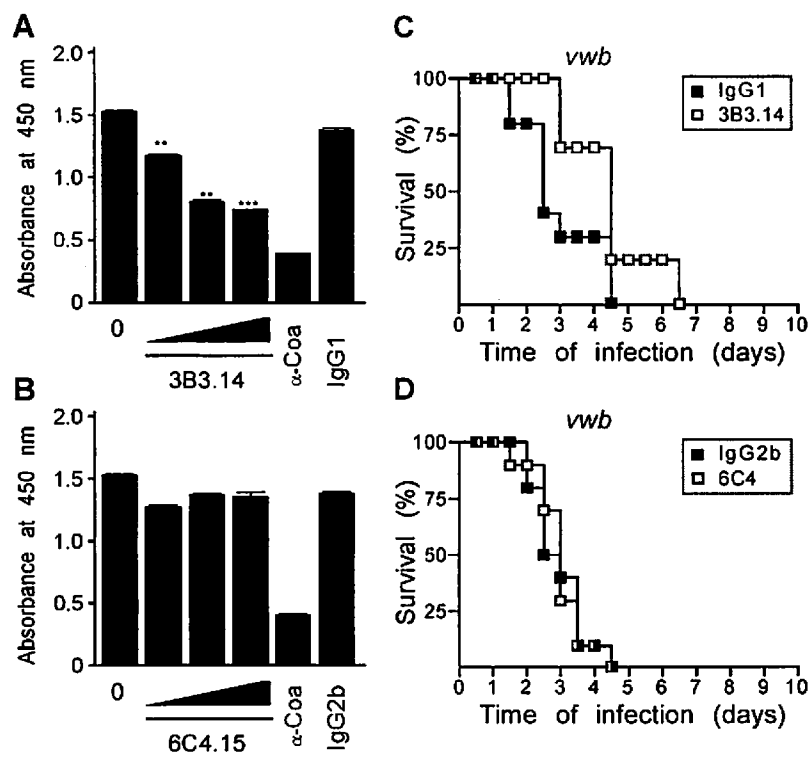 A
Absorbance at 450 nm
2.0
1.5
1.0
0.5
0
**
**
***
0
3B3.14
α-Coa
IgG1
C
vwb
Survival (%)
100
75
50
25
IgG1
3B3.14
0 1 2 3 4 5 6 7 8 9 10
Time of infection (days)
B
Absorbance at 450 nm
2.0
1.5
1.0
0.5
0
0
6C4.15
α-Coa
IgG2b
D
vwb
Survival (%)
100
75
50
25
IgG2b
6C4
0 1 2 3 4 5 6 7 8 9 10
Time of infection (days)